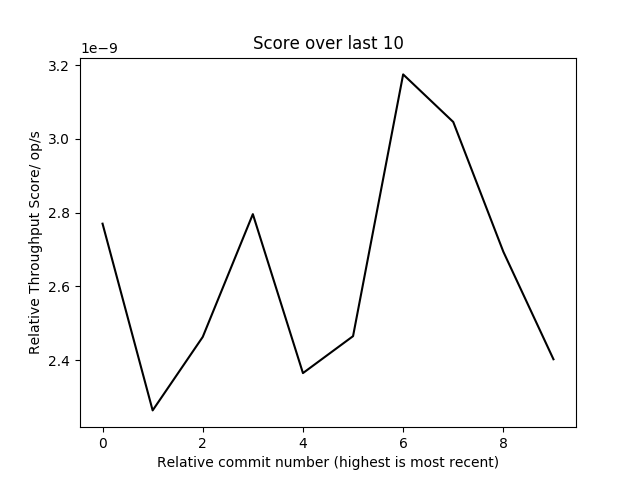 Score over last 10
1e−9
3.2
3.0
2.8
2.6
2.4
Relative Throughput Score/ op/s
0 2 4 6 8
Relative commit number (highest is most recent)